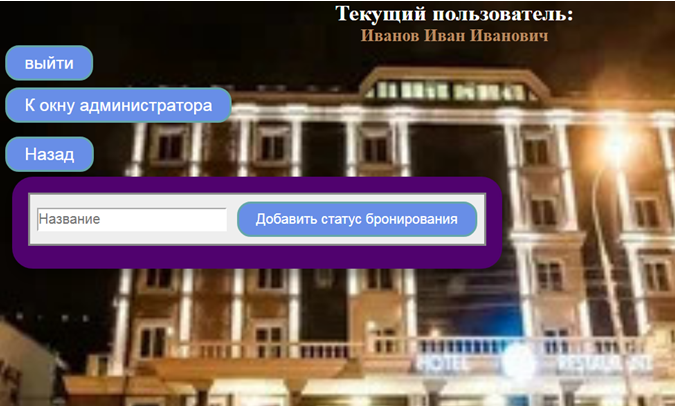 Текущий пользователь:
Иванов Иван Иванович
выйти
К окну администратора
Назад
Название
Добавить статус бронирования
HOTEL
RESTAURANT